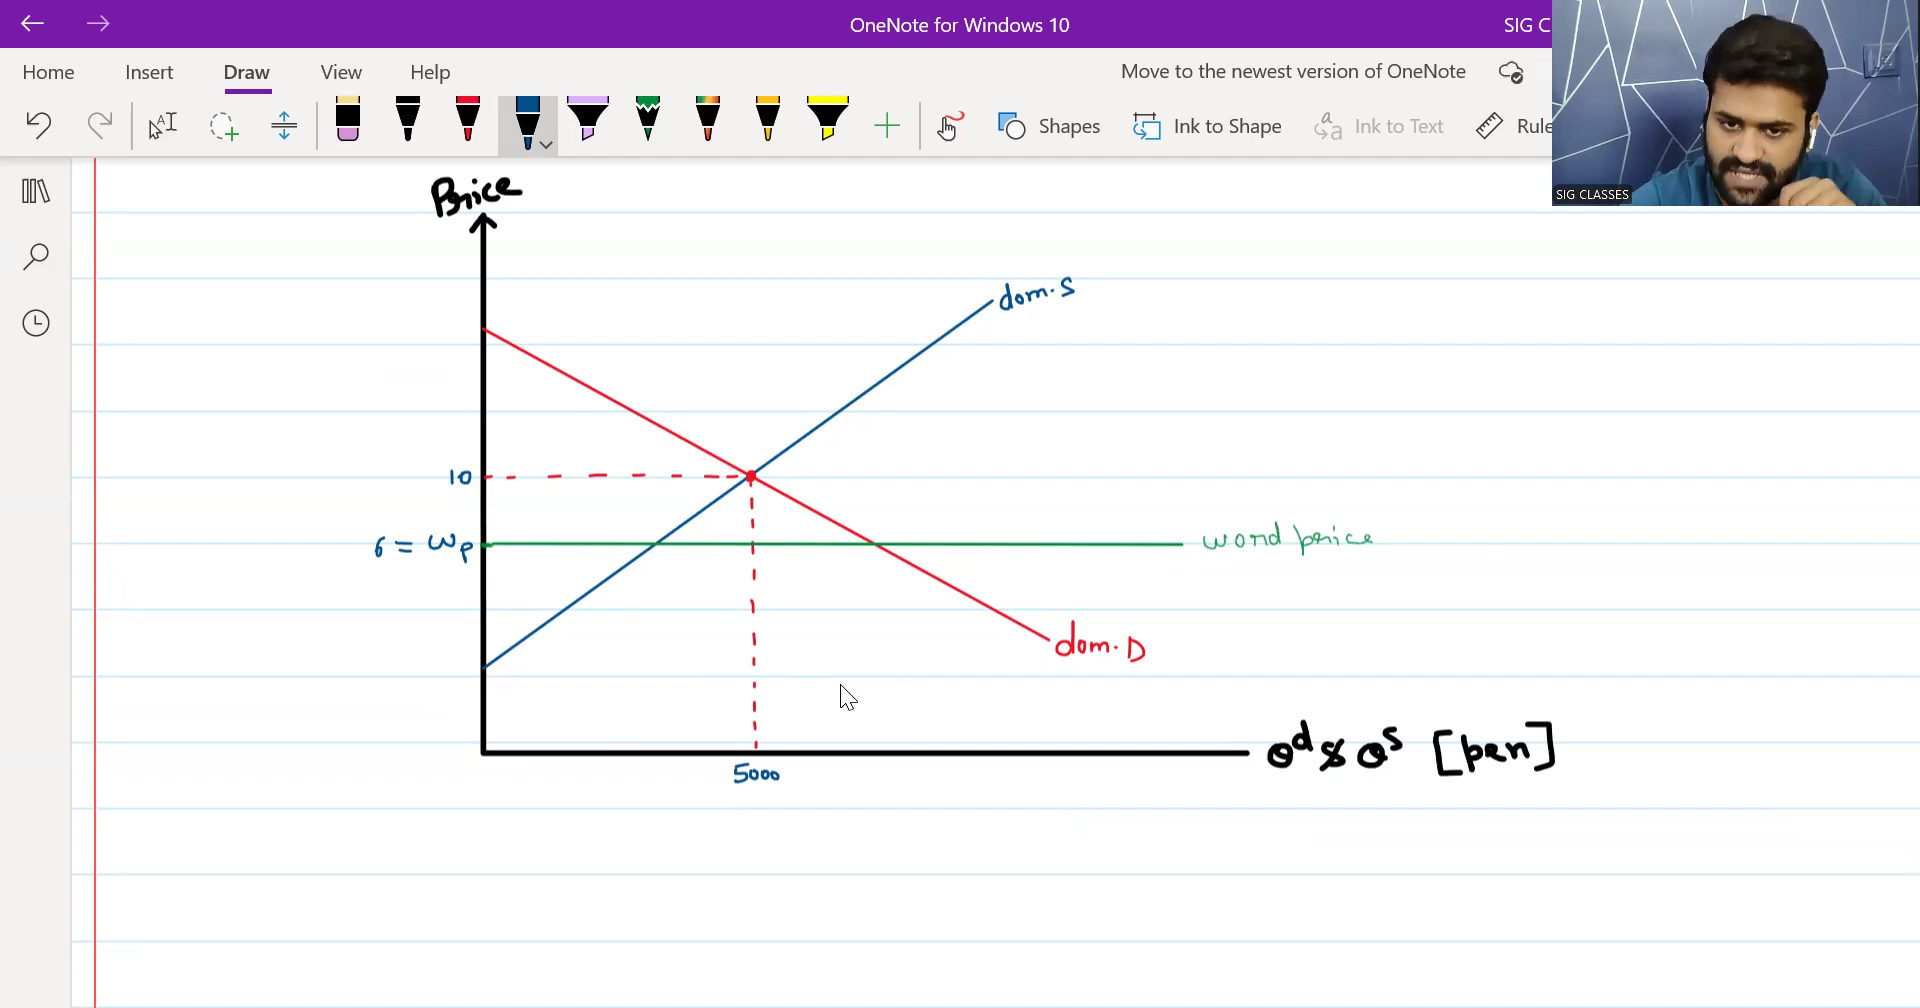 OneNote for Windows 10
SIG C
Home Insert Draw View Help
Move to the newest version of OneNote
Shapes
Ink to Shape
Ink to Text
Rule
SIG CLASSES
Price
dom. S
10
6 = Wp
word price
dom. D
5000
Qd & Qs [pen]